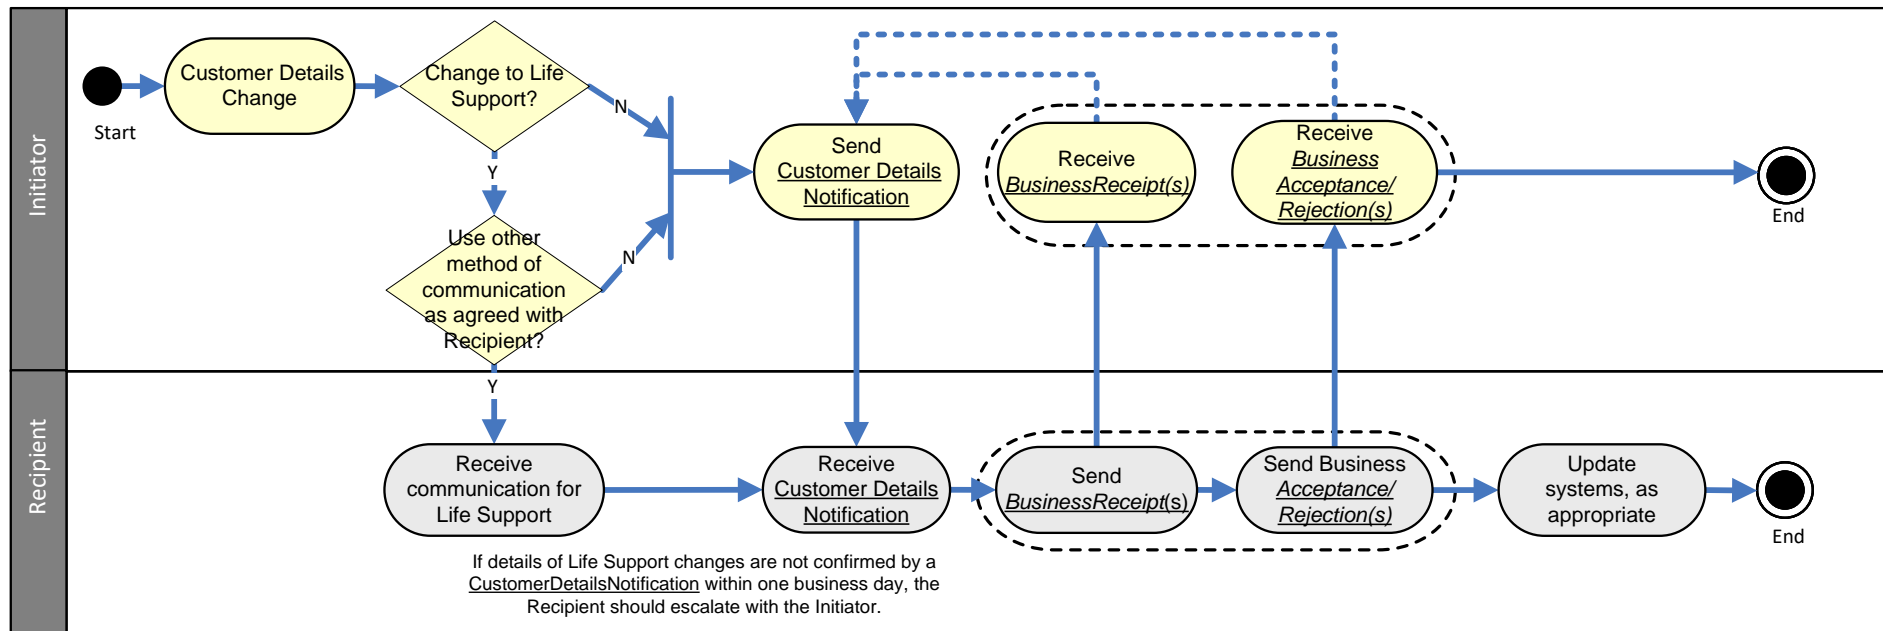 Initiator
Start
Customer Details
Change
Change to Life
Support?
N
Y
Use other
method of
communication
as agreed with
Recipient?
N
Y
Send
Customer Details
Notification
Receive
BusinessReceipt(s)
Receive
Business
Acceptance/
Rejection(s)
End
Recipient
Receive
communication for
Life Support
Receive
Customer Details
Notification
Send
BusinessReceipt(s)
Send Business
Acceptance/
Rejection(s)
Update
systems, as
appropriate
End
If details of Life Support changes are not confirmed by a
CustomerDetailsNotification within one business day, the
Recipient should escalate with the Initiator.